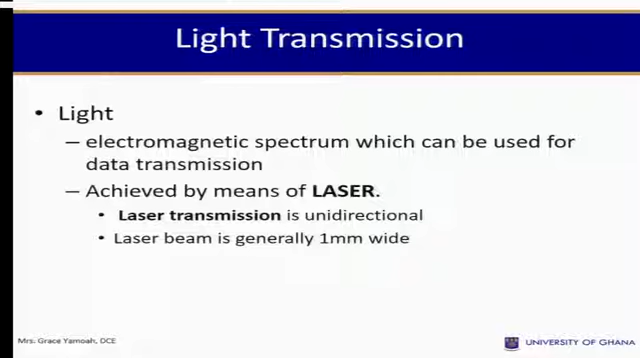 Light Transmission
• Light
– electromagnetic spectrum which can be used for
data transmission
– Achieved by means of LASER.
• Laser transmission is unidirectional
• Laser beam is generally 1mm wide
Mrs. Grace Yamoah, DCE
UNIVERSITY OF GHANA